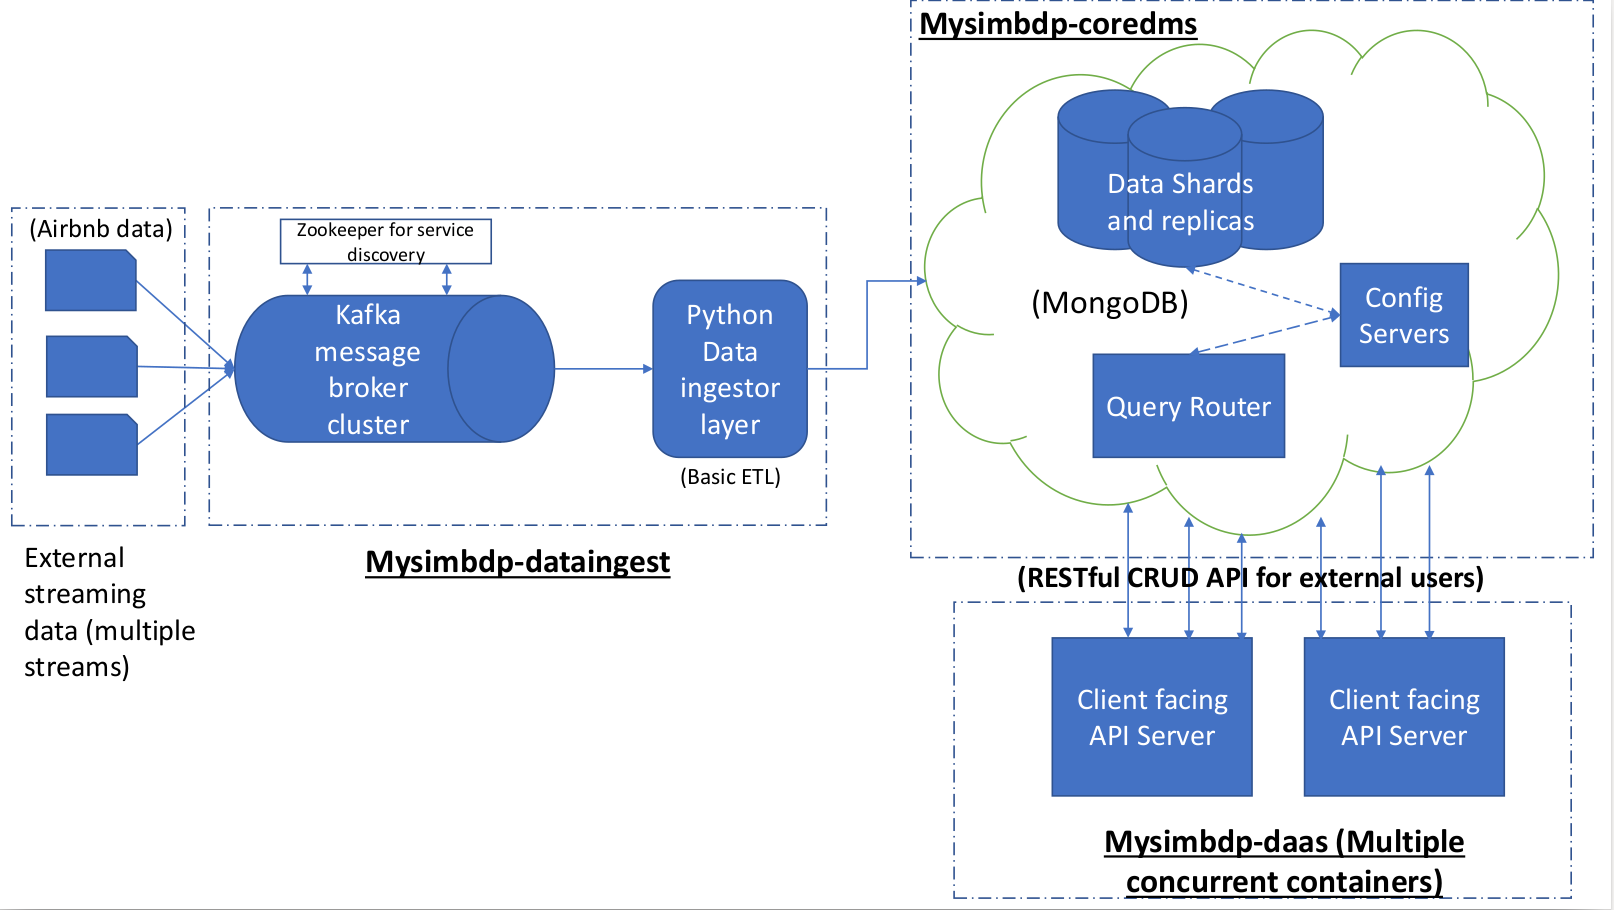 Mysimbdp-coredms
Data Shards
and replicas
(MongoDB)
Config
Servers
Query Router
(Airbnb data)
Zookeeper for service
discovery
Kafka
message
broker
cluster
Python
Data
ingestor
layer
(Basic ETL)
External
streaming
data (multiple
streams)
Mysimbdp-dataingest
(RESTful CRUD API for external users)
Client facing
API Server
Client facing
API Server
Mysimbdp-daas (Multiple
concurrent containers)